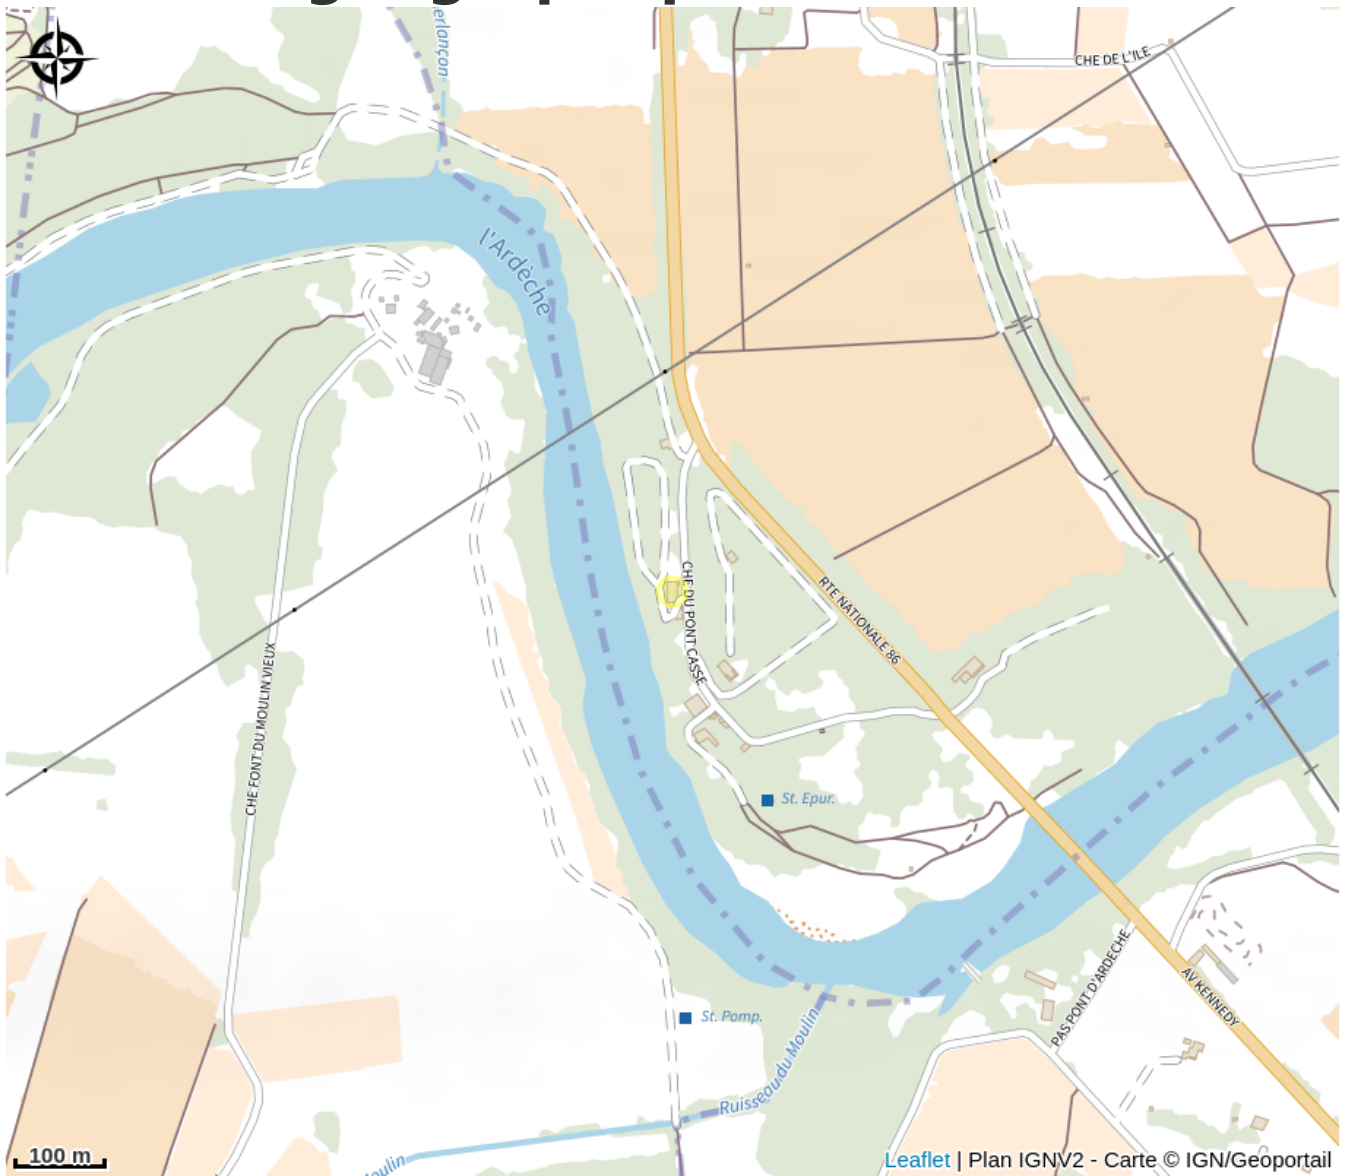 erlançon
CHE DE L'ILE
l'Ardèche
CHE DU PONT CASSE
RTE NATIONALE 86
CHE FONT DU MOULIN VIEUX
St. Epur.
PAS PONT D'ARDECHE
AV KENNEDY
St. Pomp.
Ruisseau du Moulin
oulin
100 m
Leaflet | Plan IGNV2 - Carte © IGN/Geoportail